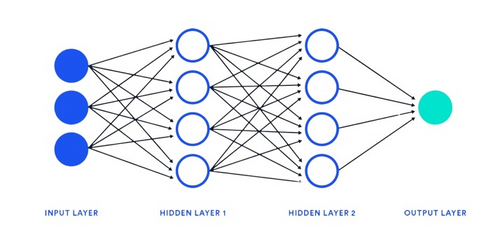 INPUT LAYER
HIDDEN LAYER 1
HIDDEN LAYER 2
OUTPUT LAYER